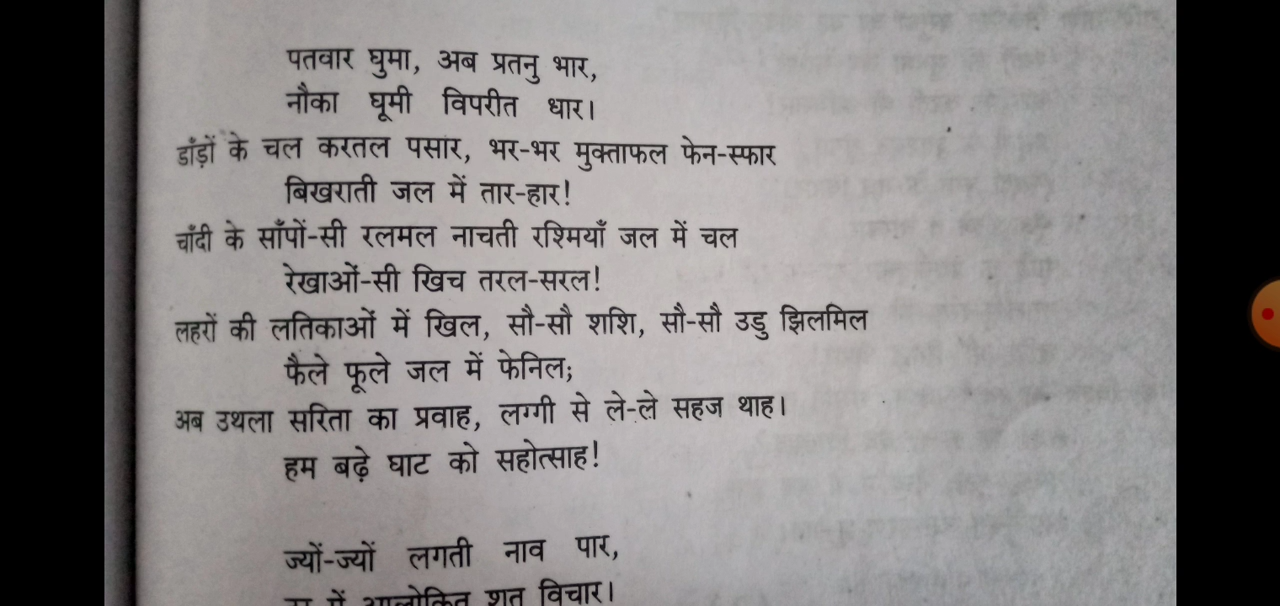 पतवार घुमा, अब प्रतनु भार,
नौका घूमी विपरीत धार।
डाँड़ों के चल करतल पसार, भर-भर मुक्ताफल फेन-स्फार
बिखराती जल में तार-हार!
चाँदी के साँपों-सी रलमल नाचती रश्मियाँ जल में चल
रेखाओं-सी खिच तरल-सरल!
लहरों की लतिकाओं में खिल, सौ-सौ शशि, सौ-सौ उडु झिलमिल
फैले फूले जल में फेनिल;
अब उथला सरिता का प्रवाह, लग्गी से ले-ले सहज थाह।
हम बढ़े घाट को सहोत्साह!
ज्यों-ज्यों लगती नाव पार,
में आलोकित शत विचार।